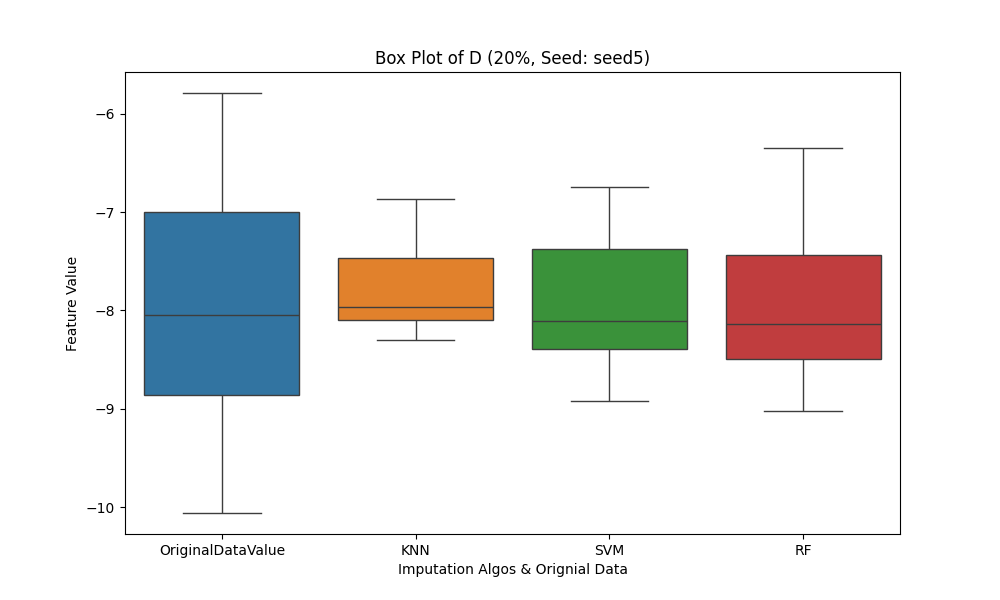 Box Plot of D (20%, Seed: seed5)
Feature Value
−6
−7
−8
−9
−10
OriginalDataValue
KNN
SVM
RF
Imputation Algos & Orignial Data